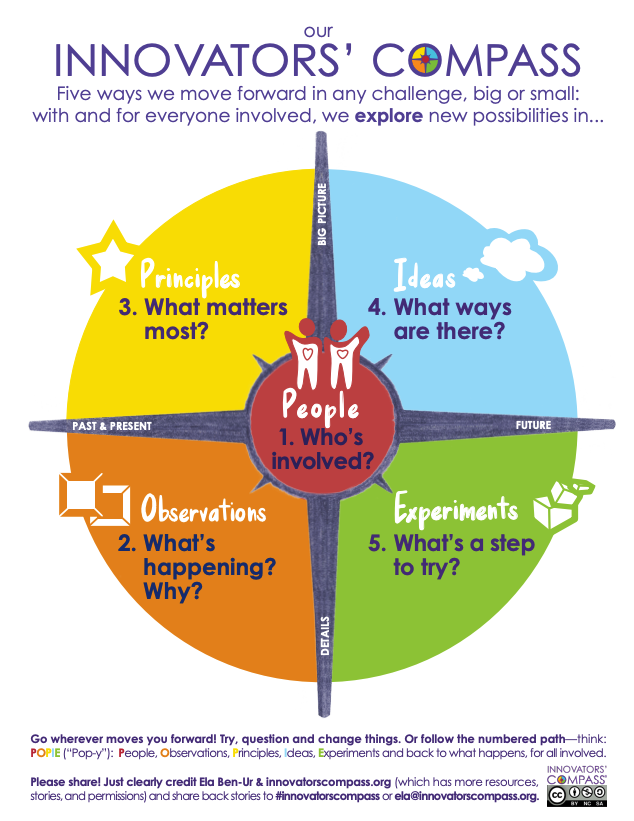 our
INNOVATORS' COMPASS
Five ways we move forward in any challenge, big or small:
with and for everyone involved, we explore new possibilities in...
BIG PICTURE
Principles
3. What matters
most?
Ideas
4. What ways
are there?
People
1. Who's
involved?
PAST & PRESENT
FUTURE
Observations
2. What's
happening?
Why?
Experiments
5. What's a step
to try?
DETAILS
Go wherever moves you forward! Try, question and change things. Or follow the numbered path—think:
POPIE ("Pop-y"): People, Observations, Principles, Ideas, Experiments and back to what happens, for all involved.
Please share! Just clearly credit Ela Ben-Ur & innovatorscompass.org (which has more resources,
stories, and permissions) and share back stories to #innovatorscompass or ela@innovatorscompass.org.
INNOVATORS'
COMPASS®
CC BY NC SA